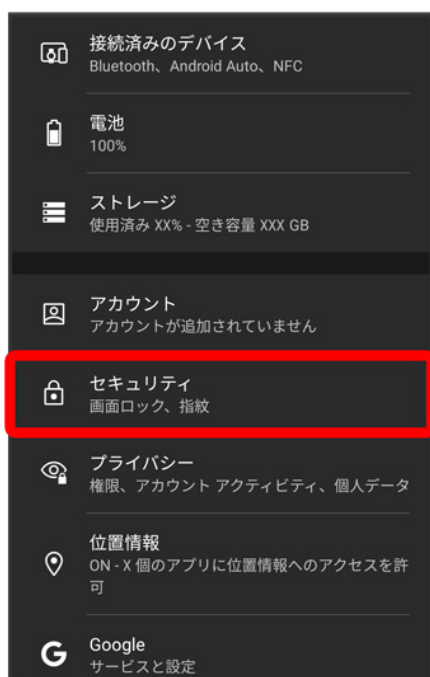 接続済みのデバイス
Bluetooth、Android Auto、NFC
電池
100%
ストレージ
使用済み XX% - 空き容量 XXX GB
アカウント
アカウントが追加されていません
セキュリティ
画面ロック、指紋
プライバシー
権限、アカウント アクティビティ、個人データ
位置情報
ON - X 個のアプリに位置情報へのアクセスを許
可
Google
サービスと設定